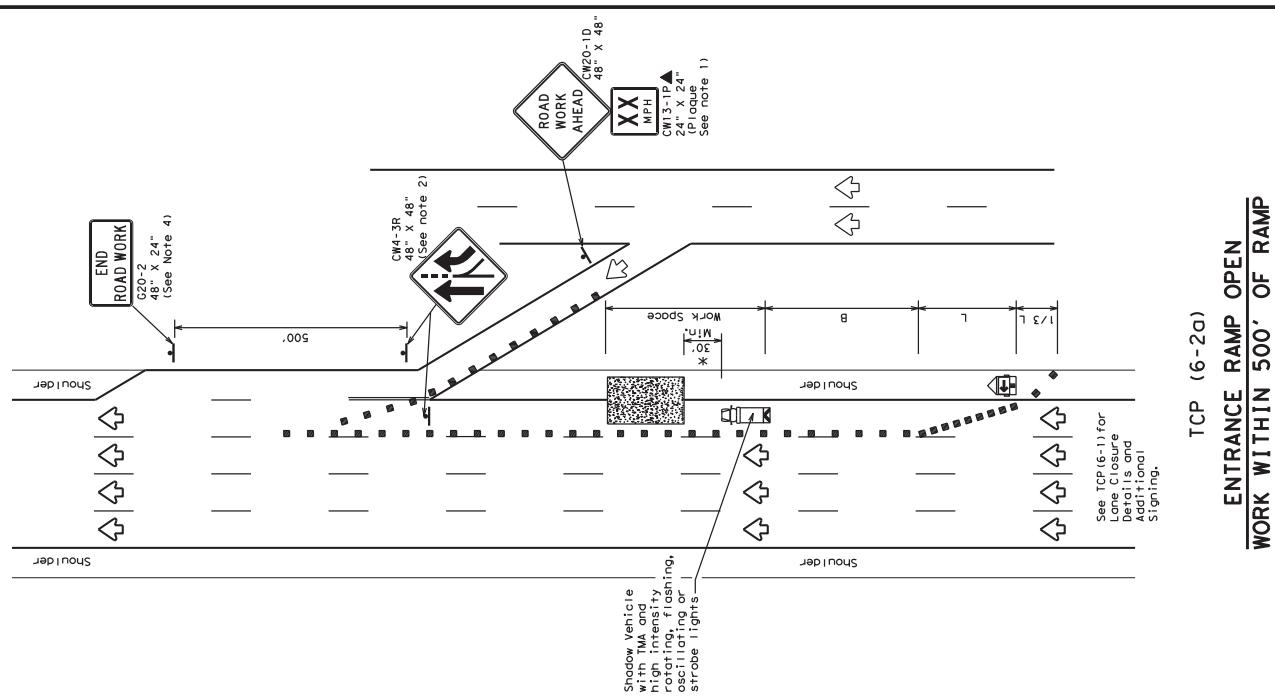 END
ROAD WORK
G20-2
48" X 24"
(See Note 4)
CW4-3R
48" X 48"
(See note 2)
ROAD
WORK
AHEAD
CW20-1D
48" X 48"
XX
MPH
CW13-1P▲
24" X 24"
(Plaque
See note 1)
500'
Shoulder
Shoulder
Work Space
Min.
30'
*
B
L
1/3 L
Shoulder
Shoulder
Shadow Vehicle
with TMA and
high intensity
rotating, flashing,
oscillating or
strobe lights
See TCP(6-1)for
Lane Closure
Details and
Additional
Signing.
TCP (6-2a)
ENTRANCE RAMP OPEN
WORK WITHIN 500' OF RAMP